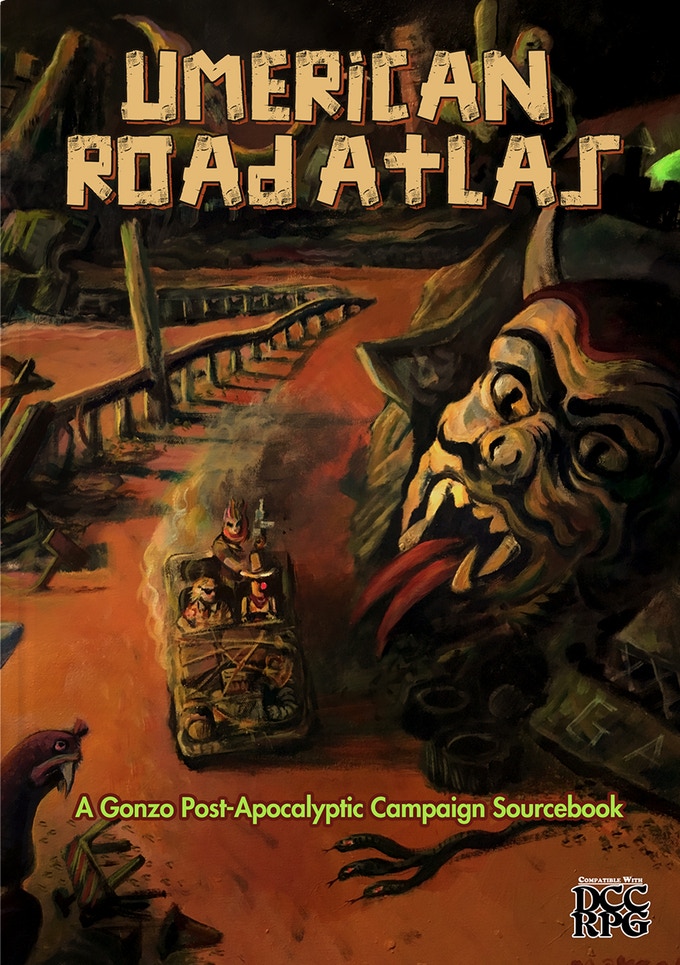 UMERiCAN
ROAd AtLAS
A Gonzo Post-Apocalyptic Campaign Sourcebook
COMPATIBLE WITH
DCC
RPG
G A